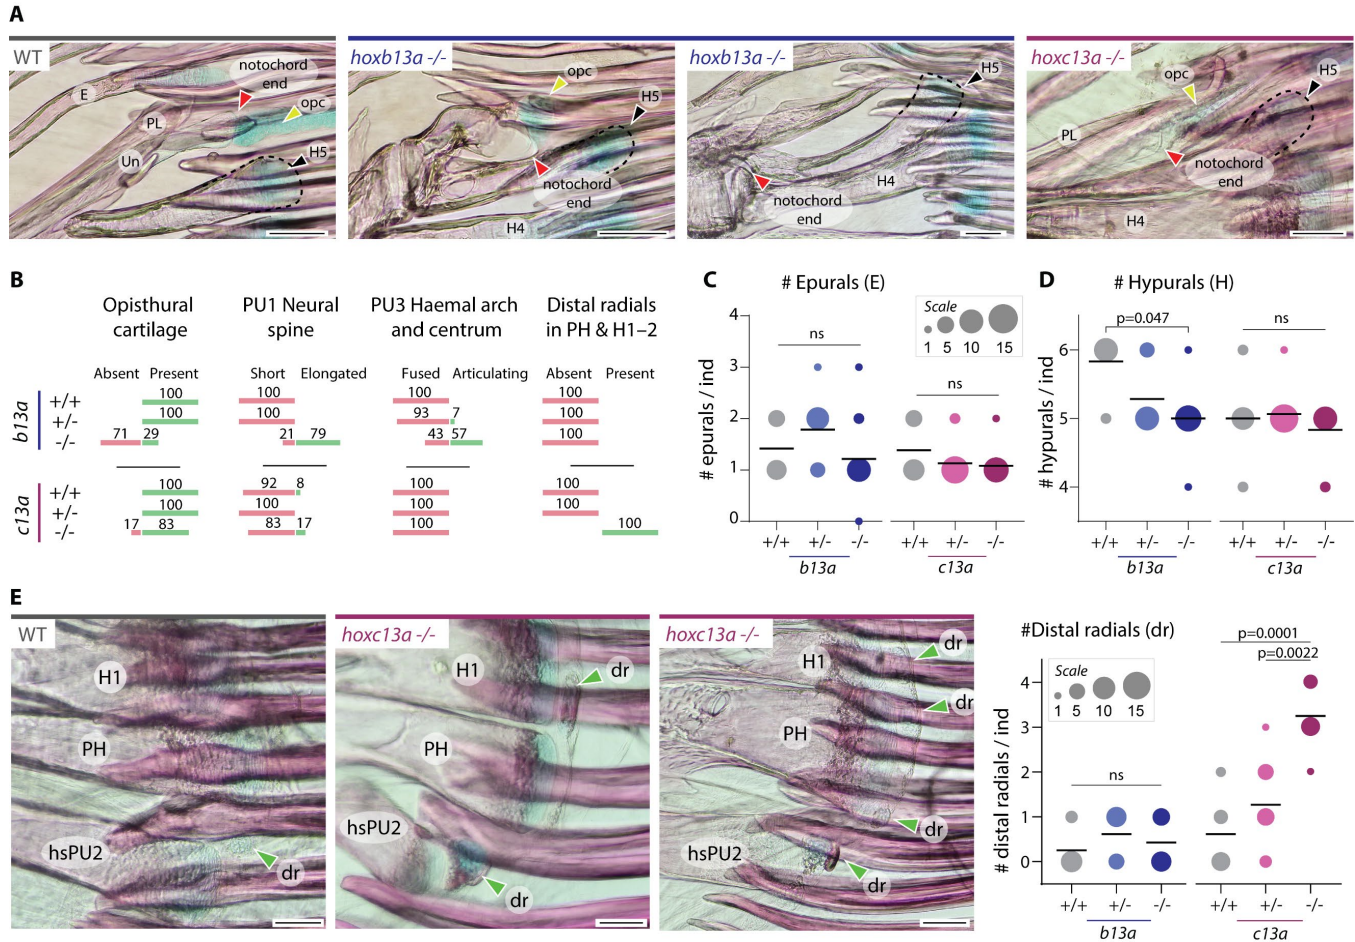 A
WT
notochord
end
E
opc
PL
Un
H5
hoxb13a -/-
opc
H5
notochord
end
H4
hoxb13a -/-
H5
notochord
end
H4
hoxc13a -/-
opc
H5
PL
notochord
end
H4
B
Opisthural
cartilage
PU1 Neural
spine
PU3 Haemal arch
and centrum
Distal radials
in PH & H1–2
Absent Present Short Elongated Fused Articulating Absent Present
b13a
+/+ 100 100 100 100
+/- 100 100 93 7 100
-/- 71 29 21 79 43 57 100
c13a
+/+ 100 92 8 100 100
+/- 100 100 100 100
-/- 17 83 83 17 100 100
C
# Epurals (E)
Scale
1 5 10 15
# epurals / ind
4
3
2
1
0
ns
ns
+/+ +/- -/- +/+ +/- -/-
b13a c13a
D
# Hypurals (H)
# hypurals / ind
6
5
4
p=0.047
ns
+/+ +/- -/- +/+ +/- -/-
b13a c13a
E
WT
H1
PH
hsPU2
dr
hoxc13a -/-
H1
dr
PH
hsPU2
dr
hoxc13a -/-
H1
dr
dr
PH
dr
hsPU2
dr
#Distal radials (dr)
p=0.0001
p=0.0022
Scale
1 5 10 15
# distal radials / ind
4
3
2
1
0
ns
+/+ +/- -/- +/+ +/- -/-
b13a c13a